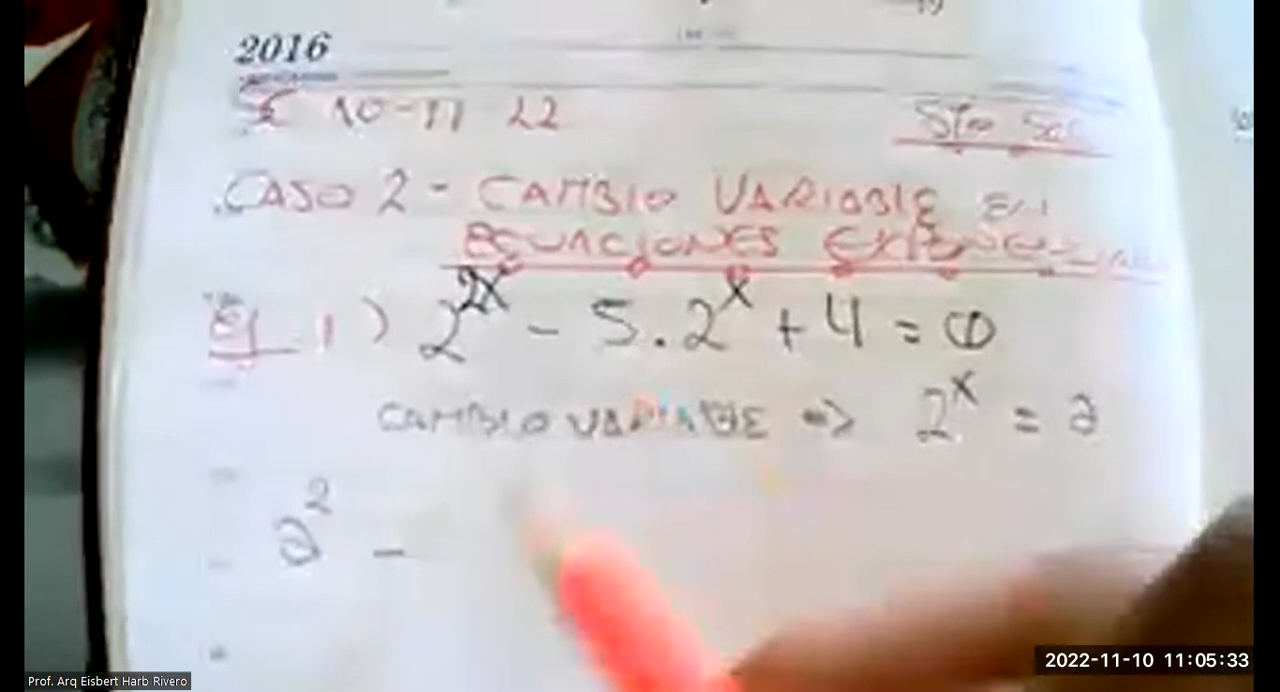 2016
10-11 22
5to
CASO 2 - CAMBIO VARIABLE EN
ECUACIONES
Ej 1) 2^2x - 5.2^x + 4 = 0
CAMBIO VARIABLE => 2^x = a
a^2 -
2022-11-10 11:05:33
Prof. Arq Eisbert Harb Rivero